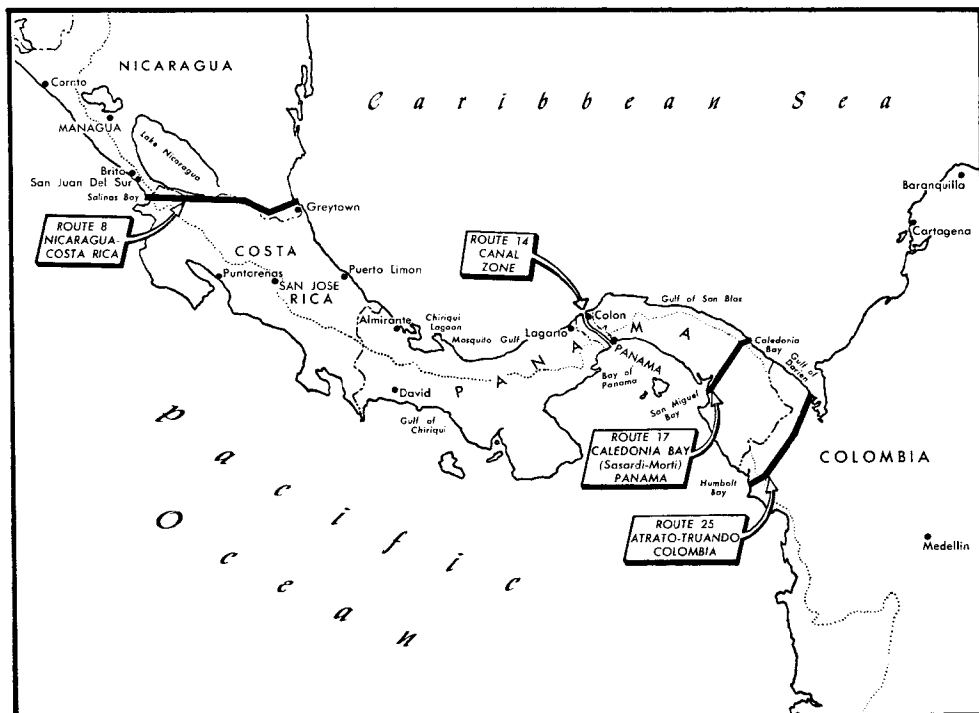 NICARAGUA
Corinto
MANAGUA
Lake Nicaragua
Caribbean Sea
Brito
San Juan Del Sur
Salinas Bay
Greytown
Baranquilla
Cartagena
ROUTE 8
NICARAGUA-
COSTA RICA
COSTA
RICA
Puntoreñas
SAN JOSE
Puerto Limon
ROUTE 14
CANAL
ZONE
Almirante
Chiriqui
Lagoon
Mosquito Gulf
Lagarto
Colon
Gulf of San Blas
PANAMA
PANAMA
Bay of
Panama
Caledonia
Bay
Gulf of
Darien
David
Gulf of
Chiriqui
San Miguel
Bay
ROUTE 17
CALEDONIA BAY
(Sasardi-Morti)
PANAMA
COLOMBIA
Humbolt
Bay
ROUTE 25
ATRATO-TRUANDO
COLOMBIA
Medellin
Pacific
Ocean